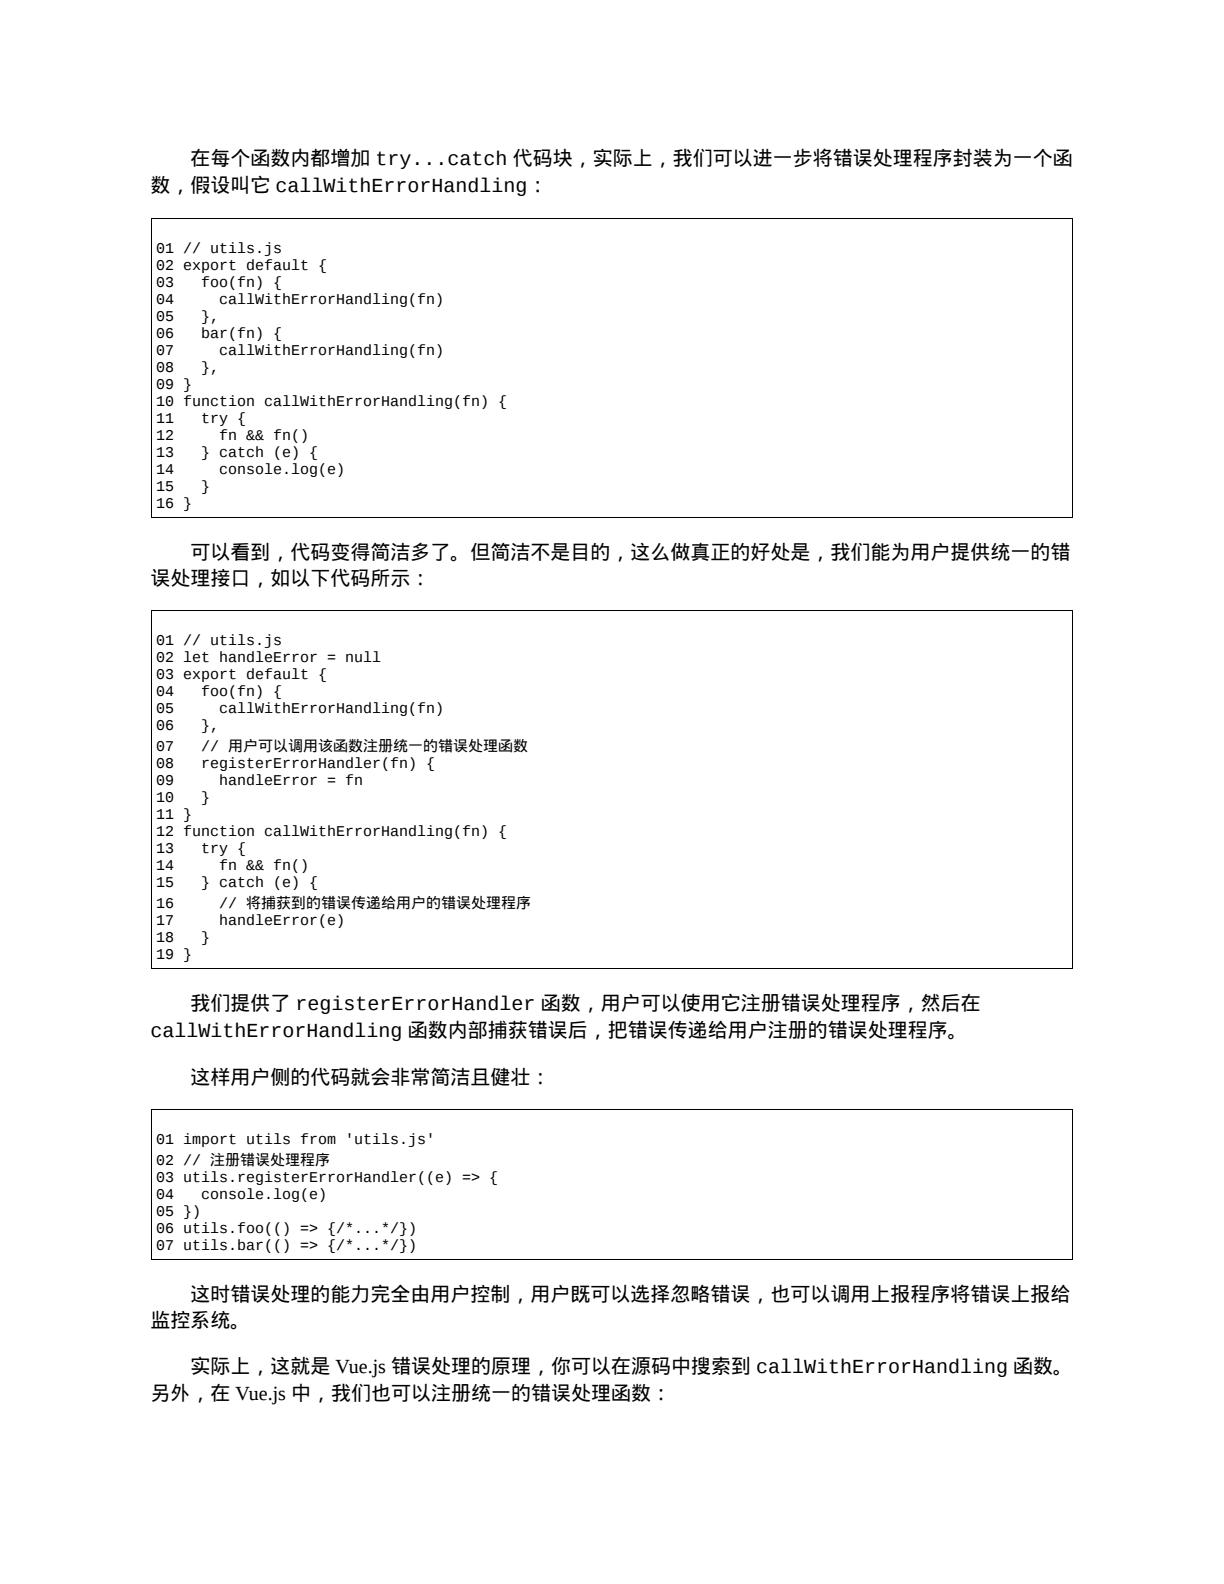 在每个函数内都增加 try...catch 代码块，实际上，我们可以进一步将错误处理程序封装为一个函
数，假设叫它 callWithErrorHandling：
01 // utils.js
02 export default {
03   foo(fn) {
04     callWithErrorHandling(fn)
05   },
06   bar(fn) {
07     callWithErrorHandling(fn)
08   },
09 }
10 function callWithErrorHandling(fn) {
11   try {
12     fn && fn()
13   } catch (e) {
14     console.log(e)
15   }
16 }
可以看到，代码变得简洁多了。但简洁不是目的，这么做真正的好处是，我们能为用户提供统一的错
误处理接口，如以下代码所示：
01 // utils.js
02 let handleError = null
03 export default {
04   foo(fn) {
05     callWithErrorHandling(fn)
06   },
07   // 用户可以调用该函数注册统一的错误处理函数
08   registerErrorHandler(fn) {
09     handleError = fn
10   }
11 }
12 function callWithErrorHandling(fn) {
13   try {
14     fn && fn()
15   } catch (e) {
16     // 将捕获到的错误传递给用户的错误处理程序
17     handleError(e)
18   }
19 }
我们提供了 registerErrorHandler 函数，用户可以使用它注册错误处理程序，然后在
callWithErrorHandling 函数内部捕获错误后，把错误传递给用户注册的错误处理程序。
这样用户侧的代码就会非常简洁且健壮：
01 import utils from 'utils.js'
02 // 注册错误处理程序
03 utils.registerErrorHandler((e) => {
04   console.log(e)
05 })
06 utils.foo(() => {/*...*/})
07 utils.bar(() => {/*...*/})
这时错误处理的能力完全由用户控制，用户既可以选择忽略错误，也可以调用上报程序将错误上报给
监控系统。
实际上，这就是 Vue.js 错误处理的原理，你可以在源码中搜索到 callWithErrorHandling 函数。
另外，在 Vue.js 中，我们也可以注册统一的错误处理函数：